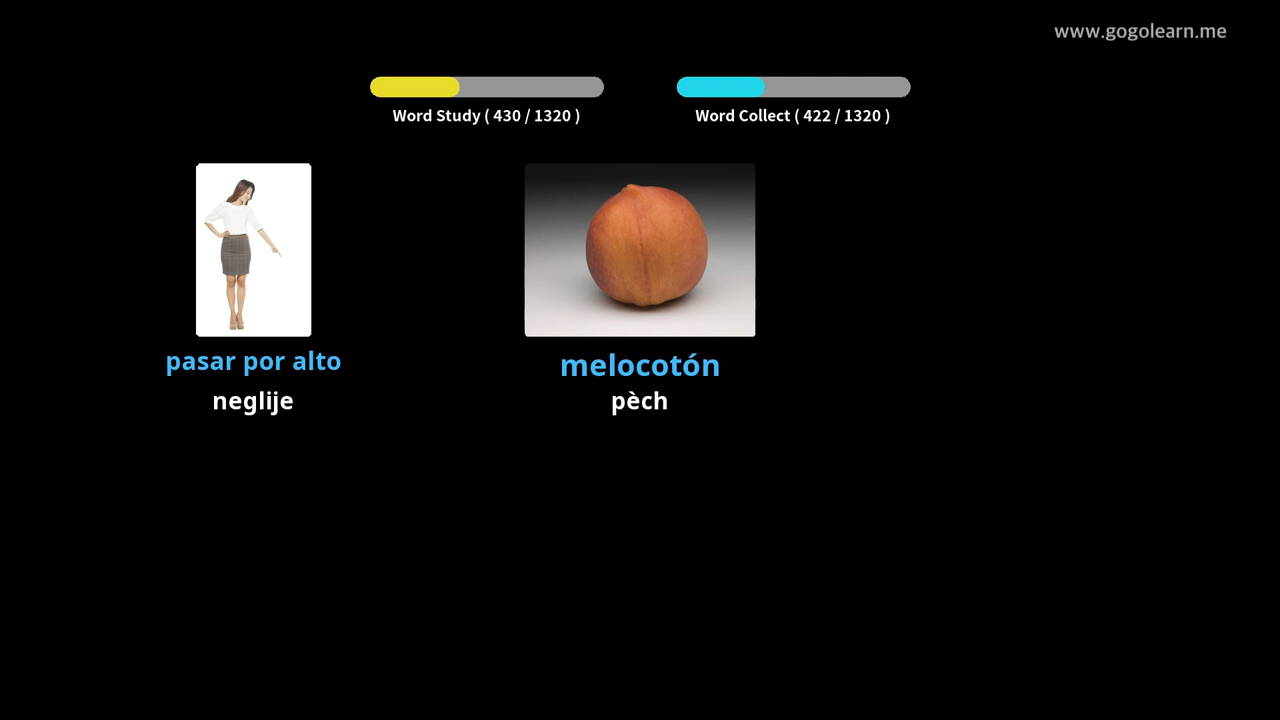 www.gogolearn.me
Word Study ( 430 / 1320 )
Word Collect ( 422 / 1320 )
pasar por alto
neglije
melocotón
pèch